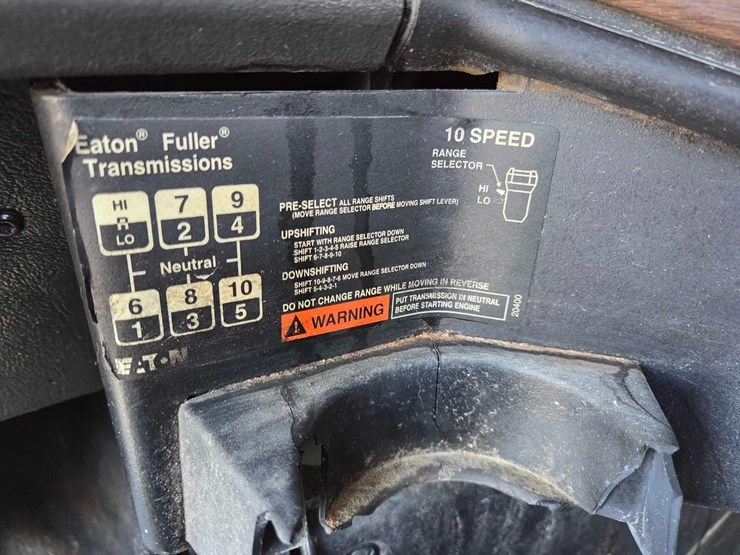 Eaton® Fuller®
Transmissions
10 SPEED
RANGE
SELECTOR
HI
LO
HI
R
LO
7
2
9
4
Neutral
6
1
8
3
10
5
PRE-SELECT ALL RANGE SHIFTS
(MOVE RANGE SELECTOR BEFORE MOVING SHIFT LEVER)
UPSHIFTING
START WITH RANGE SELECTOR DOWN
SHIFT 1-2-3-4-5 RAISE RANGE SELECTOR
SHIFT 6-7-8-9-10
DOWNSHIFTING
SHIFT 10-9-8-7-6 MOVE RANGE SELECTOR DOWN
SHIFT 5-4-3-2-1
DO NOT CHANGE RANGE WHILE MOVING IN REVERSE
WARNING
PUT TRANSMISSION IN NEUTRAL
BEFORE STARTING ENGINE
20400
EATON